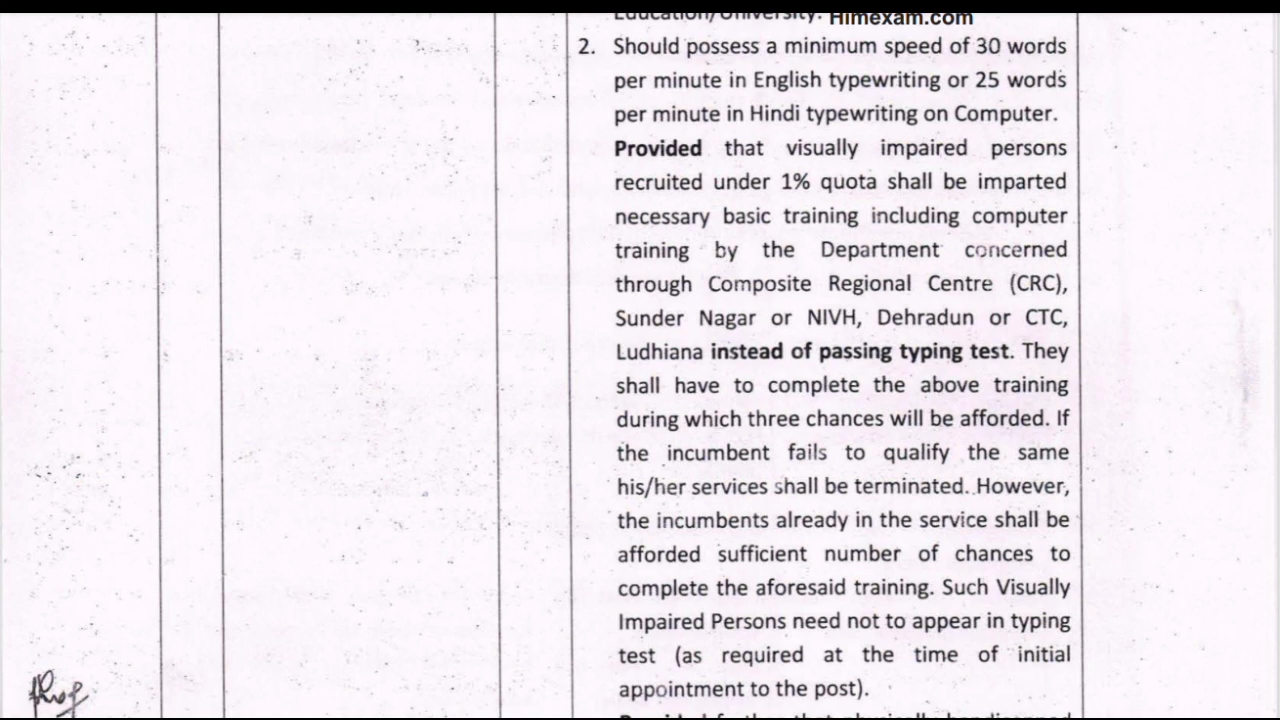 Education/University.
Himexam.com
2. Should possess a minimum speed of 30 words
per minute in English typewriting or 25 words
per minute in Hindi typewriting on Computer.
Provided that visually impaired persons
recruited under 1% quota shall be imparted
necessary basic training including computer
training by the Department concerned
through Composite Regional Centre (CRC),
Sunder Nagar or NIVH, Dehradun or CTC,
Ludhiana instead of passing typing test. They
shall have to complete the above training
during which three chances will be afforded. If
the incumbent fails to qualify the same
his/her services shall be terminated. However,
the incumbents already in the service shall be
afforded sufficient number of chances to
complete the aforesaid training. Such Visually
Impaired Persons need not to appear in typing
test (as required at the time of initial
appointment to the post).
Provided further that physically handicapped